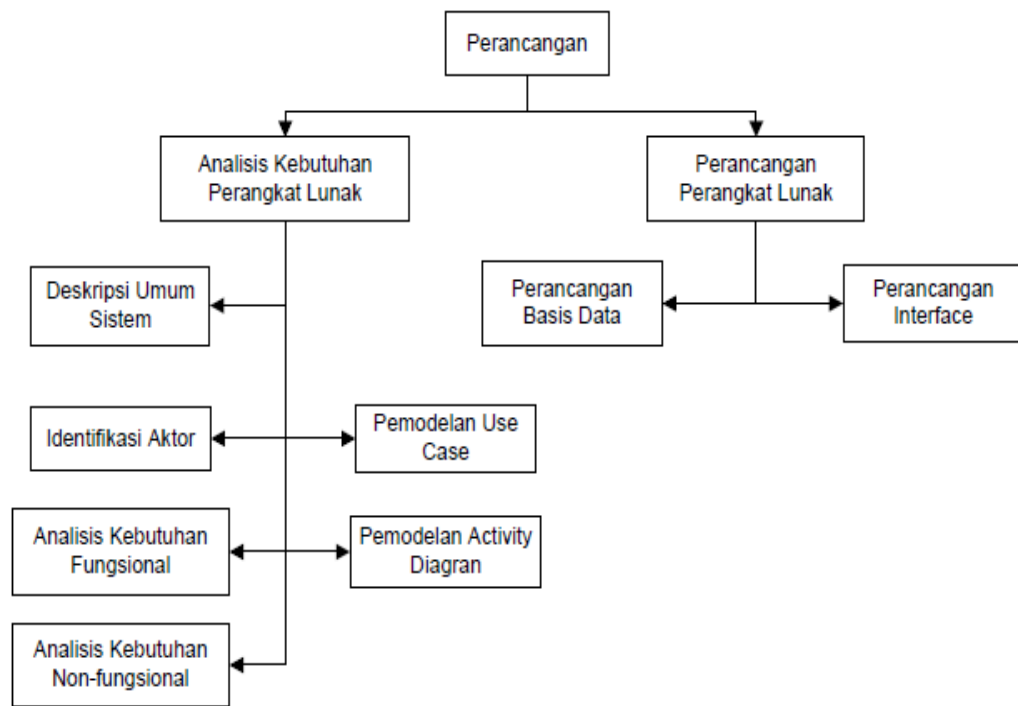 Perancangan
Analisis Kebutuhan
Perangkat Lunak
Perancangan
Perangkat Lunak
Deskripsi Umum
Sistem
Perancangan
Basis Data
Perancangan
Interface
Identifikasi Aktor
Pemodelan Use
Case
Analisis Kebutuhan
Fungsional
Pemodelan Activity
Diagran
Analisis Kebutuhan
Non-fungsional